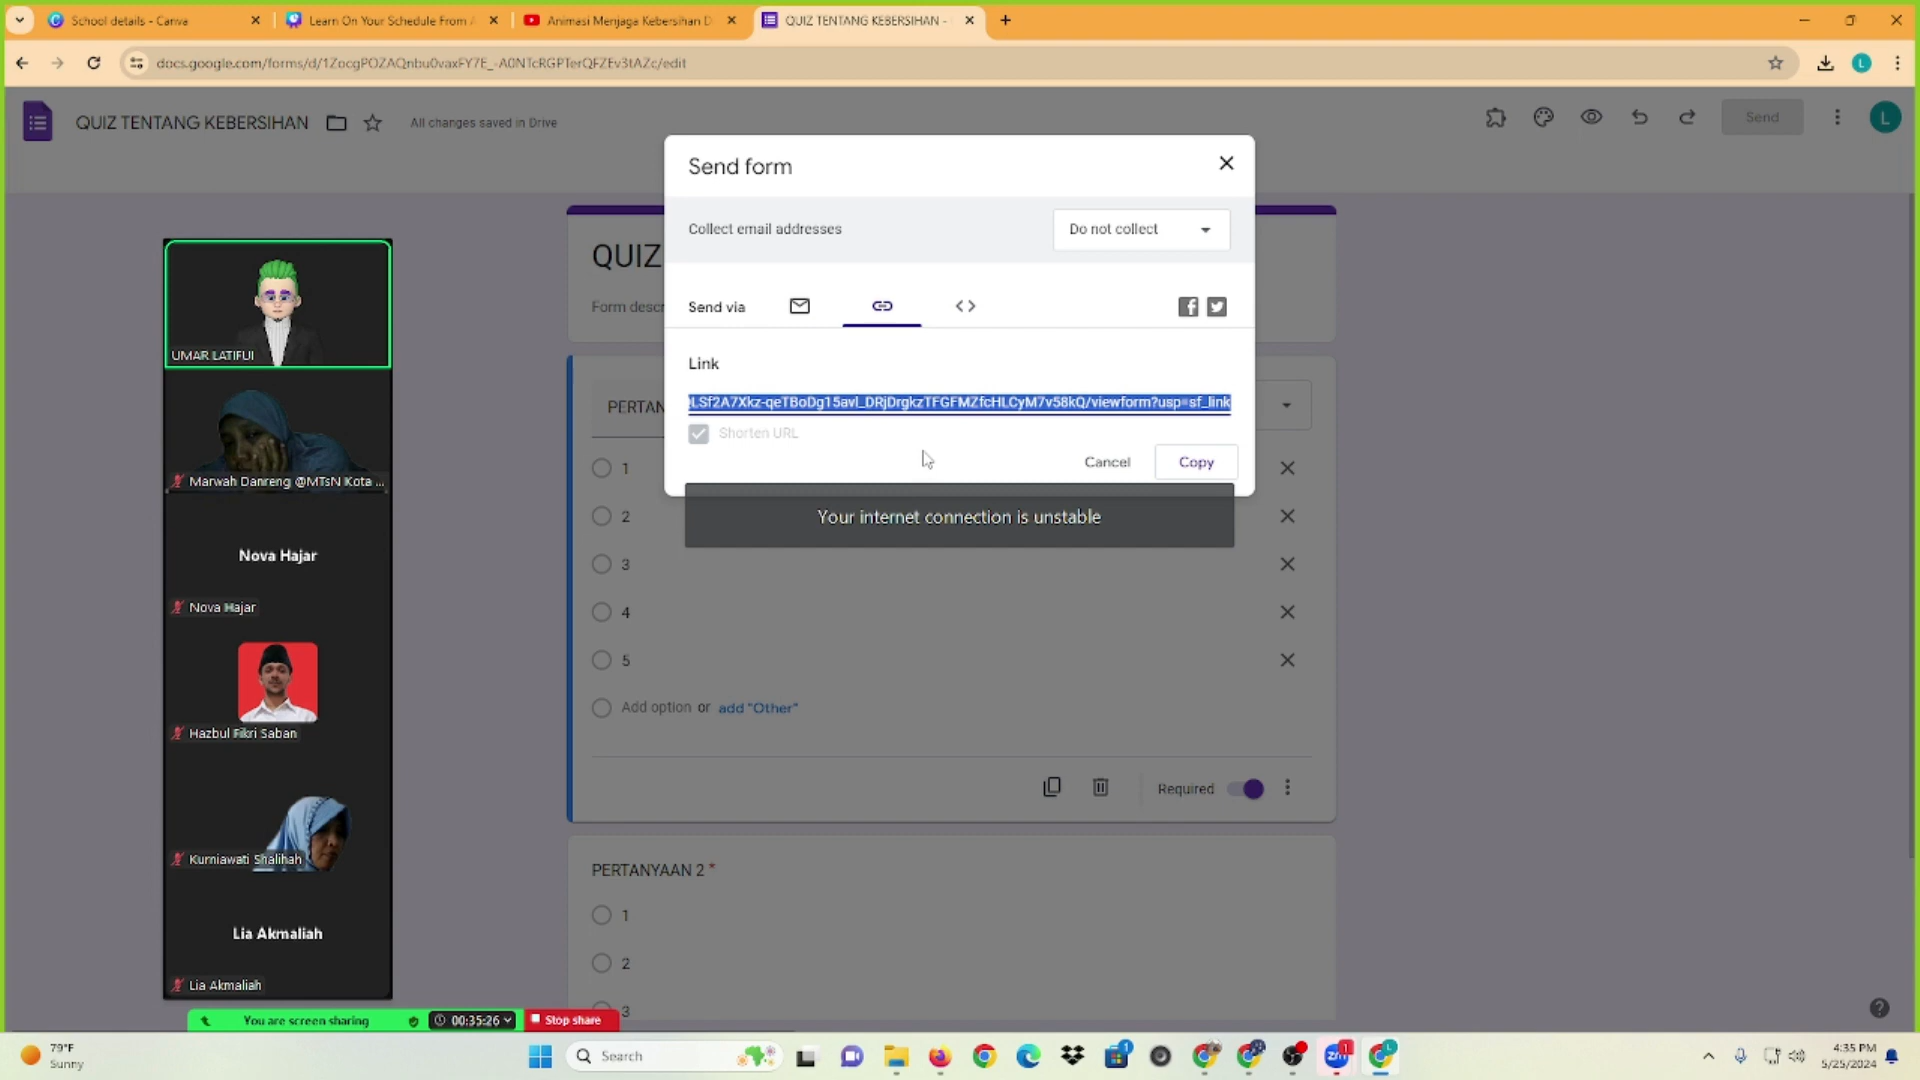 School details - Canva
Learn On Your Schedule From A
Animasi Menjaga Kebersihan D
QUIZ TENTANG KEBERSIHAN -
docs.google.com/forms/d/1ZocgPOZAQnbu0vaxFY7E_-A0NTcRGPTerQFZEv3tAZc/edit
L
QUIZ TENTANG KEBERSIHAN
All changes saved in Drive
Send
L
Send form
Collect email addresses
Do not collect
QUIZ
Form descr
Send via
Link
LSf2A7Xkz-qeTBoDg15avl_DRjDrgkzTFGFMZfcHLCyM7v58kQ/viewform?usp=sf_link
Shorten URL
Cancel
Copy
Your internet connection is unstable
PERTAN
1
2
3
4
5
Add option or add "Other"
Required
PERTANYAAN 2 *
1
2
3
UMAR LATIFUI
Marwah Danreng @MTsN Kota ...
Nova Hajar
Nova Hajar
Hazbul Fikri Saban
Kurniawati Shalihah
Lia Akmaliah
Lia Akmaliah
You are screen sharing
00:35:26
Stop share
79°F
Sunny
Search
4:35 PM
5/25/2024